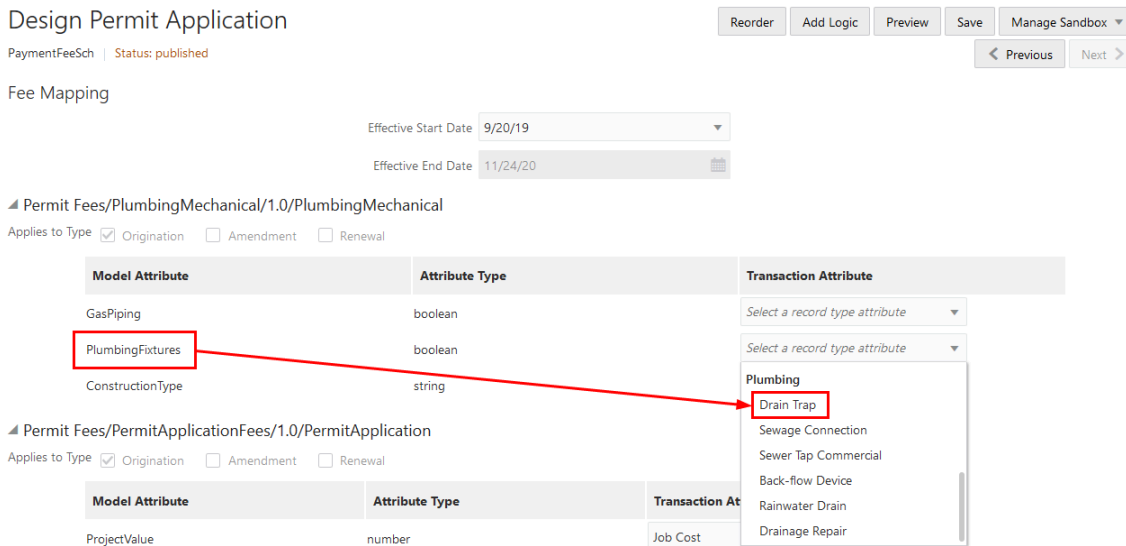 Design Permit Application
Reorder Add Logic Preview Save Manage Sandbox
PaymentFeeSch Status: published
Previous Next
Fee Mapping
Effective Start Date 9/20/19
Effective End Date 11/24/20
Permit Fees/PlumbingMechanical/1.0/PlumbingMechanical
Applies to Type Origination Amendment Renewal
Model Attribute Attribute Type Transaction Attribute
GasPiping boolean Select a record type attribute
PlumbingFixtures boolean Select a record type attribute
ConstructionType string
Plumbing
Drain Trap
Sewage Connection
Sewer Tap Commercial
Back-flow Device
Rainwater Drain
Drainage Repair
Permit Fees/PermitApplicationFees/1.0/PermitApplication
Applies to Type Origination Amendment Renewal
Model Attribute Attribute Type Transaction At
ProjectValue number Job Cost